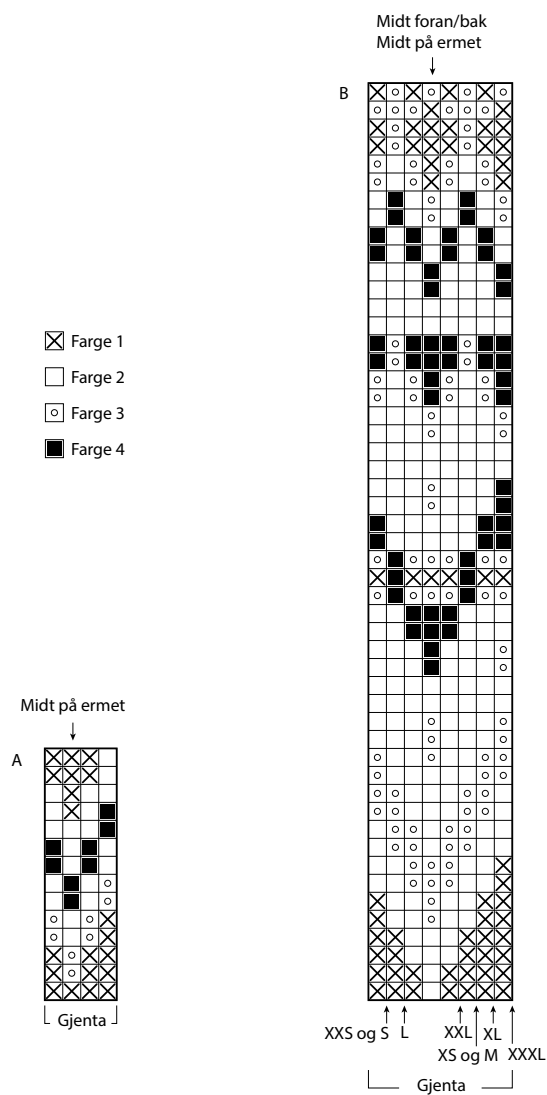 Midt foran/bak
Midt på ermet
B
Farge 1
Farge 2
Farge 3
Farge 4
Midt på ermet
A
Gjenta
XXS og S L XXL XL
XS og M XXXL
Gjenta